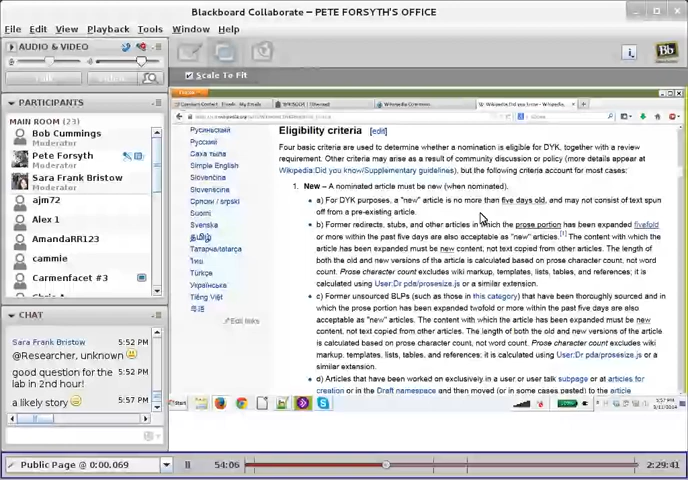 Blackboard Collaborate – PETE FORSYTH'S OFFICE
File Edit View Playback Tools Window Help
AUDIO & VIDEO
Talk
Video
Scale To Fit
Bb
PARTICIPANTS
MAIN ROOM (23)
Bob Cummings
Moderator
Pete Forsyth
Moderator
Sara Frank Bristow
Moderator
ajm72
Alex 1
AmandaRR123
cammie
Carmenfacet #3
CHAT
Sara Frank Bristow 5:52 PM
@Researcher, unknown
good question for the 5:52 PM
lab in 2nd hour!
a likely story 5:57 PM
Русиньскый
Русский
Саха тыла
Simple English
Slovenčina
Slovenščina
Српски / srpski
Suomi
Svenska
தமிழ்
Татарча/tatarça
ไทย
Türkçe
Українська
Tiếng Việt
粵語
Edit links
Eligibility criteria [edit]
Four basic criteria are used to determine whether a nomination is eligible for DYK, together with a review
requirement. Other criteria may arise as a result of community discussion or policy (more details appear at
Wikipedia:Did you know/Supplementary guidelines), but the following criteria account for most cases:
1. New – A nominated article must be new (when nominated).
a) For DYK purposes, a "new" article is no more than five days old, and may not consist of text spun
off from a pre-existing article.
b) Former redirects, stubs, and other articles in which the prose portion has been expanded fivefold
or more within the past five days are also acceptable as "new" articles.[1] The content with which the
article has been expanded must be new content, not text copied from other articles. The length of
both the old and new versions of the article is calculated based on prose character count, not word
count. Prose character count excludes wiki markup, templates, lists, tables, and references; it is
calculated using User:Dr pda/prosesize.js or a similar extension.
c) Former unsourced BLPs (such as those in this category) that have been thoroughly sourced and in
which the prose portion has been expanded twofold or more within the past five days are also
acceptable as "new" articles. The content with which the article has been expanded must be new
content, not text copied from other articles. The length of both the old and new versions of the article
is calculated based on prose character count, not word count. Prose character count excludes wiki
markup, templates, lists, tables, and references; it is calculated using User:Dr pda/prosesize.js or a
similar extension.
d) Articles that have been worked on exclusively in a user or user talk subpage or at articles for
creation or in the Draft namespace and then moved (or in some cases pasted) to the article
Start
5:57 PM
Public Page @ 0:00.069
54:06
2:29:41